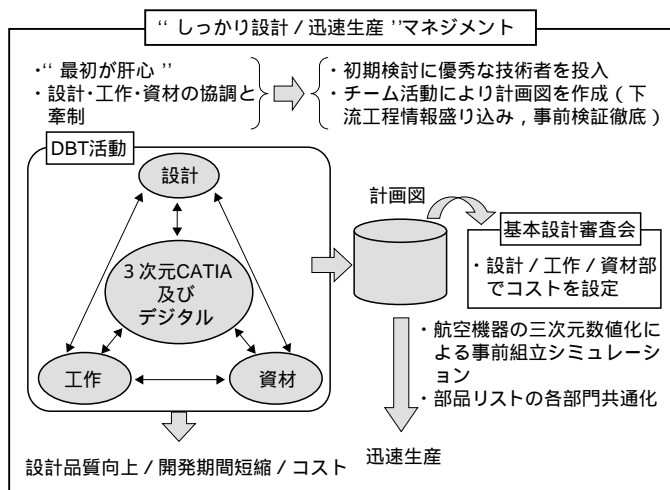 “ しっかり設計 / 迅速生産 ”マネジメント
・“ 最初が肝心 ”
・設計・工作・資材の協調と
牽制
・初期検討に優秀な技術者を投入
・チーム活動により計画図を作成（下
流工程情報盛り込み，事前検証徹底）
DBT活動
設計
３次元CATIA
及び
デジタル
工作
資材
計画図
基本設計審査会
・設計 / 工作 / 資材部
でコストを設定
・航空機器の三次元数値化に
よる事前組立シミュレーシ
ョン
・部品リストの各部門共通化
設計品質向上 / 開発期間短縮 / コスト
迅速生産